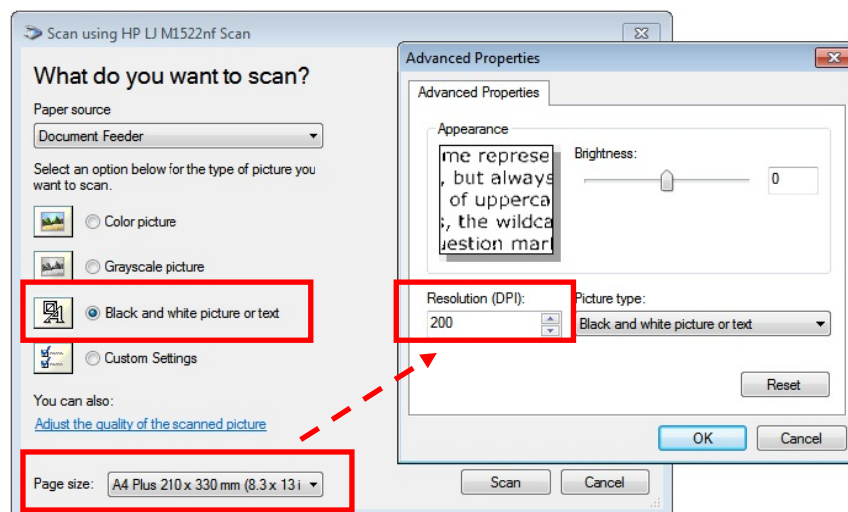 Scan using HP LJ M1522nf Scan
What do you want to scan?
Paper source
Document Feeder
Select an option below for the type of picture you
want to scan.
Color picture
Grayscale picture
Black and white picture or text
Custom Settings
You can also:
Adjust the quality of the scanned picture
Page size:
A4 Plus 210 x 330 mm (8.3 x 13 i
Scan
Cancel
Advanced Properties
Advanced Properties
Appearance
me represe
, but always
of upperca
s, the wildca
uestion mar
Brightness:
0
Resolution (DPI):
200
Picture type:
Black and white picture or text
Reset
OK
Cancel